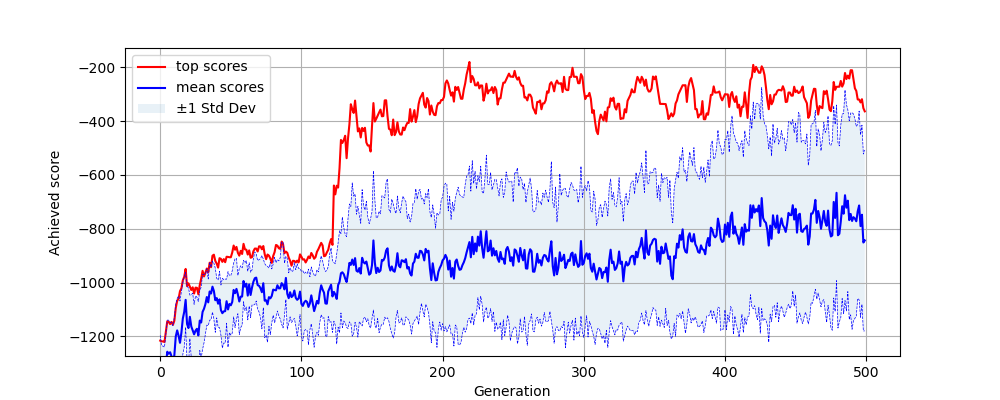 −200
−400
−600
−800
−1000
−1200
Achieved score
top scores
mean scores
±1 Std Dev
0 100 200 300 400 500
Generation